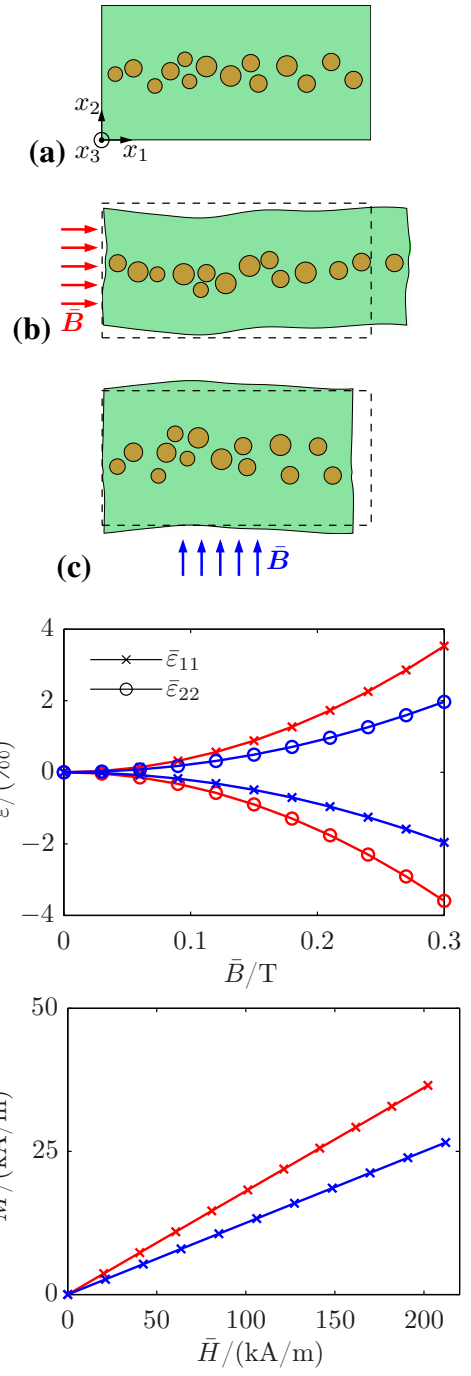 x₂
x₃ x₁
(a)
B̄
(b)
B̄
(c)
4
ε̄₁₁
ε̄₂₂
2
0
−2
−4
ε/(‰)
0 0.1 0.2 0.3
B̄/T
50
25
0
M/(kA/m)
0 50 100 150 200
H̄/(kA/m)